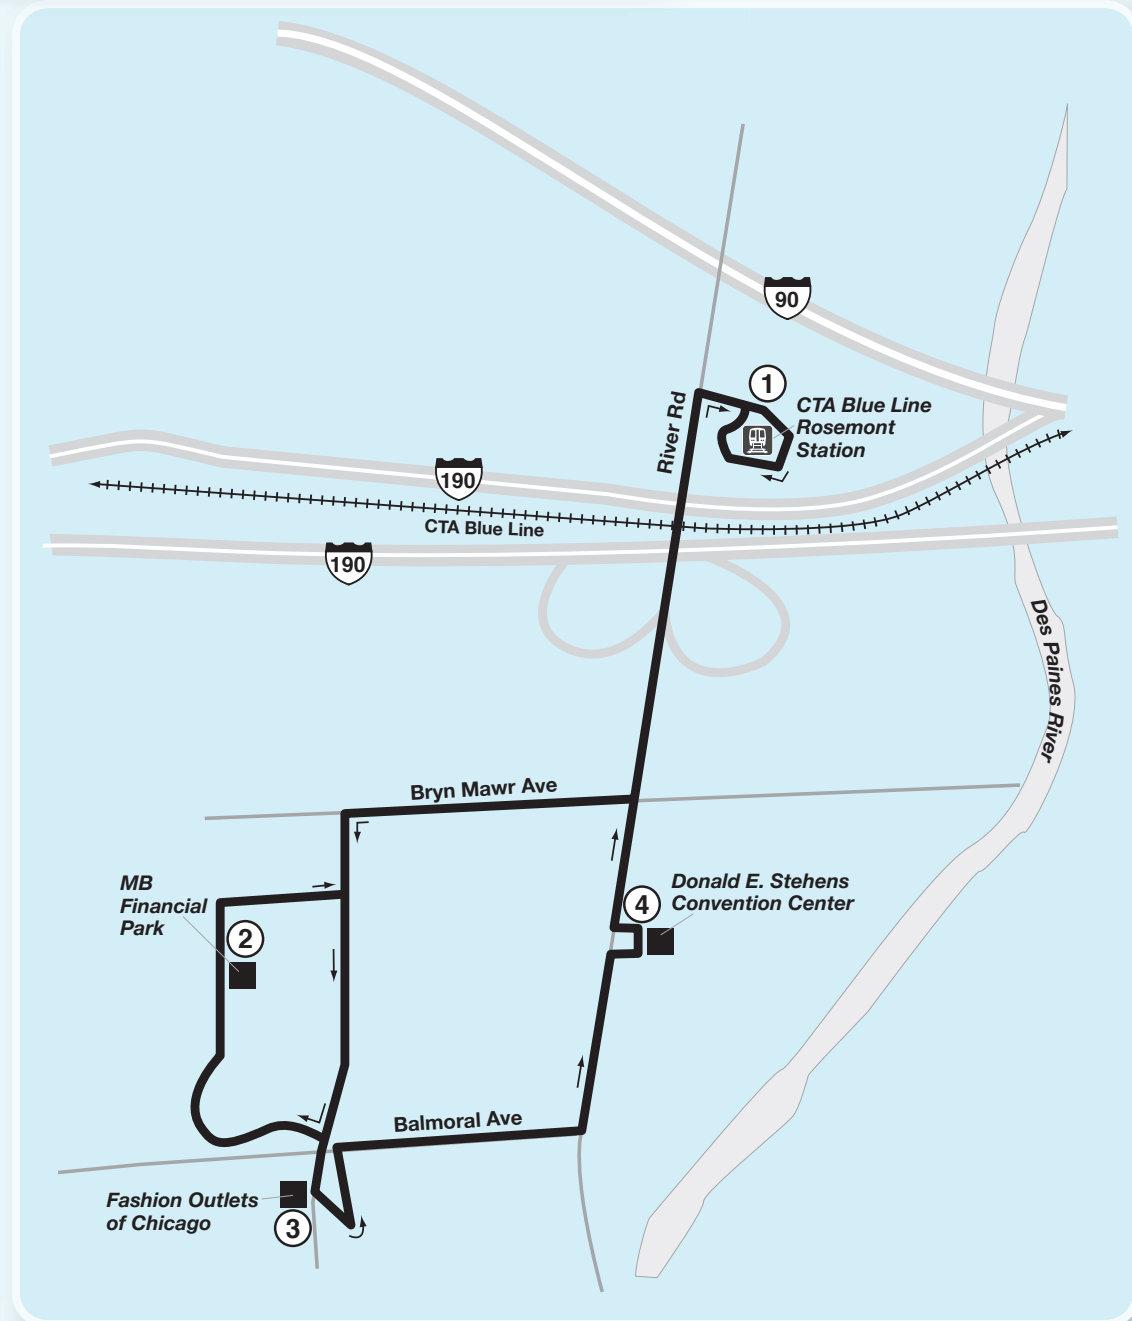 90
1
CTA Blue Line
Rosemont
Station
River Rd
190
CTA Blue Line
190
Des Paines River
Bryn Mawr Ave
MB
Financial
Park
2
Donald E. Stehens
Convention Center
4
Balmoral Ave
Fashion Outlets
of Chicago
3